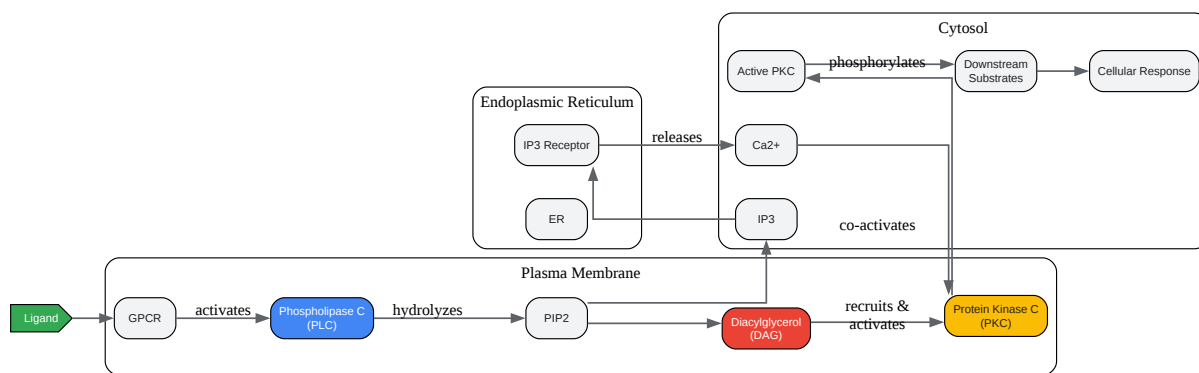 Cytosol
Active PKC
phosphorylates
Downstream
Substrates
Cellular Response
Endoplasmic Reticulum
IP3 Receptor
releases
Ca2+
ER
IP3
co-activates
Plasma Membrane
Ligand
GPCR
activates
Phospholipase C
(PLC)
hydrolyzes
PIP2
Diacylglycerol
(DAG)
recruits &
activates
Protein Kinase C
(PKC)